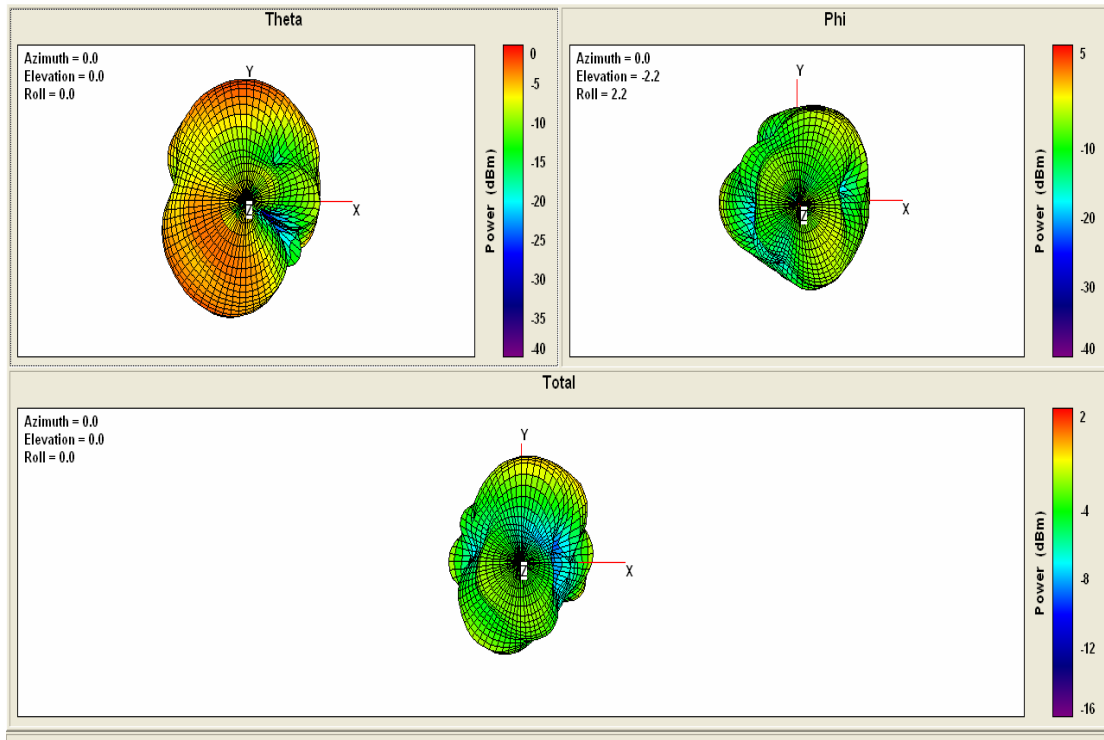 Theta
Azimuth = 0.0
Elevation = 0.0
Roll = 0.0
Y
X
Z
0
-5
-10
-15
-20
-25
-30
-35
-40
Power (dBm)
Phi
Azimuth = 0.0
Elevation = -2.2
Roll = 2.2
Y
X
Z
5
-10
-20
-30
-40
Power (dBm)
Total
Azimuth = 0.0
Elevation = 0.0
Roll = 0.0
Y
X
Z
2
-4
-8
-12
-16
Power (dBm)